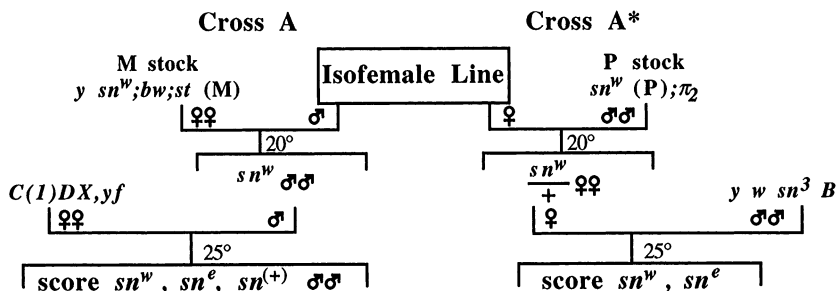 Cross A
Cross A*
M stock
y sn^w;bw;st (M)
Isofemale Line
P stock
sn^w (P);π_2
♀♀ ♂ ♀ ♂♂
20° 20°
sn^w ♂♂
sn^w/+ ♀♀
C(1)DX,yf
y w sn^3 B
♀♀ ♂ ♀ ♂♂
25° 25°
score sn^w , sn^e, sn^(+) ♂♂
score sn^w , sn^e